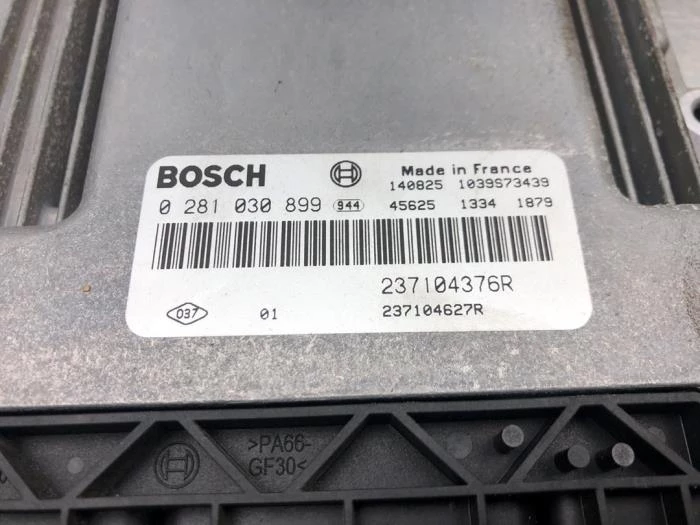 BOSCH
Made in France
140825 1039S73439
0 281 030 899 944 45625 1334 1879
237104376R
037 01 237104627R
>PA66-
GF30<